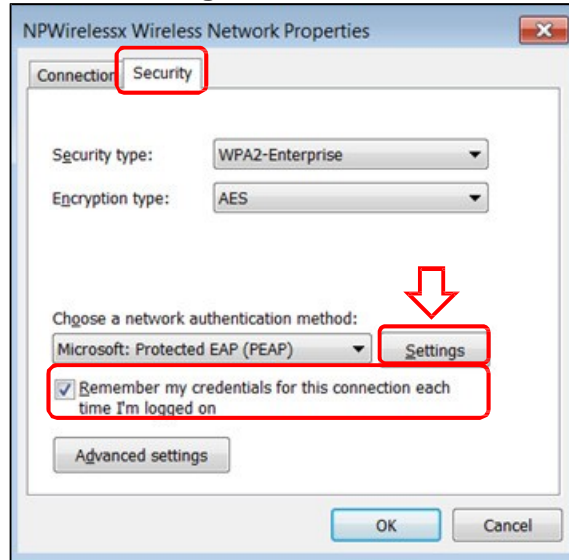 NPWirelessx Wireless Network Properties
Connection Security
Security type: WPA2-Enterprise
Encryption type: AES
Choose a network authentication method:
Microsoft: Protected EAP (PEAP) Settings
Remember my credentials for this connection each
time I'm logged on
Advanced settings
OK Cancel